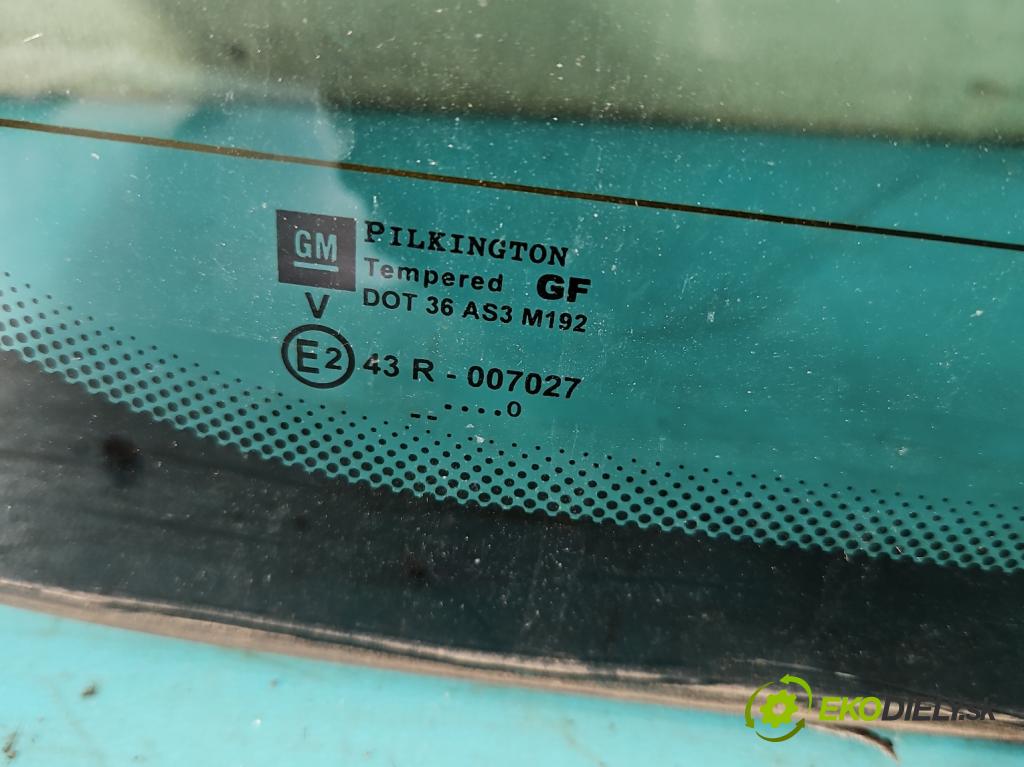 GM
PILKINGTON
Tempered GF
DOT 36 AS3 M192
V
E2 43 R - 007027
--....0
EKODIELY.SK